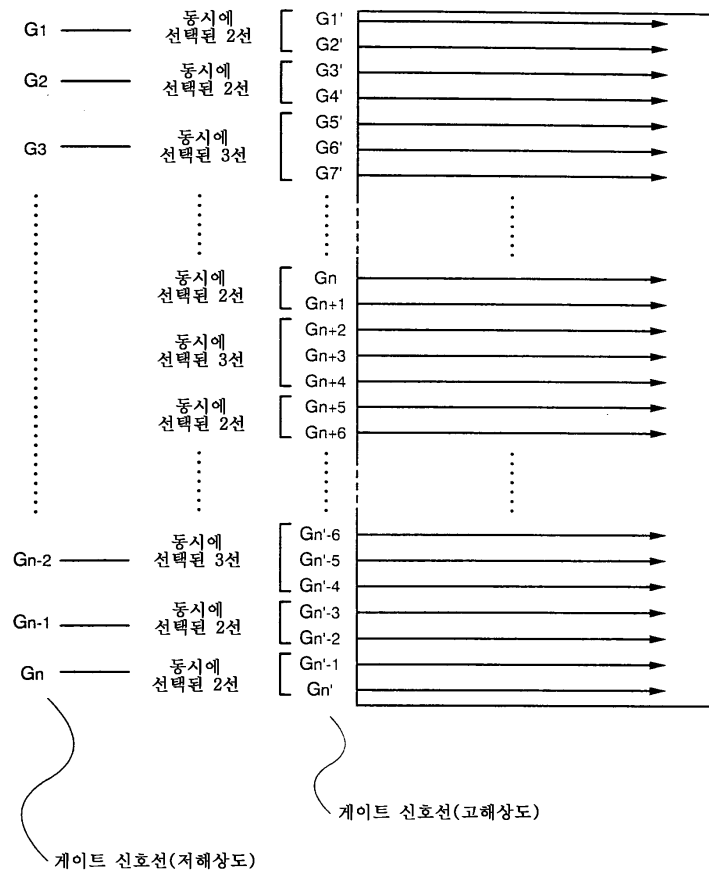 G1
동시에
선택된 2선
G1'
G2'
G2
동시에
선택된 2선
G3'
G4'
G3
동시에
선택된 3선
G5'
G6'
G7'
동시에
선택된 2선
Gn
Gn+1
동시에
선택된 3선
Gn+2
Gn+3
Gn+4
동시에
선택된 2선
Gn+5
Gn+6
Gn-2
동시에
선택된 3선
Gn'-6
Gn'-5
Gn'-4
Gn-1
동시에
선택된 2선
Gn'-3
Gn'-2
Gn
동시에
선택된 2선
Gn'-1
Gn'
게이트 신호선(고해상도)
게이트 신호선(저해상도)